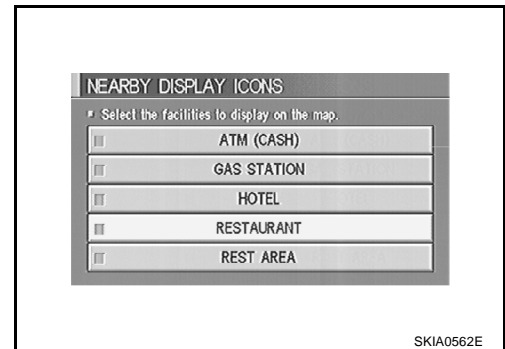 NEARBY DISPLAY ICONS
Select the facilities to display on the map.
ATM (CASH)
GAS STATION
HOTEL
RESTAURANT
REST AREA
SKIA0562E